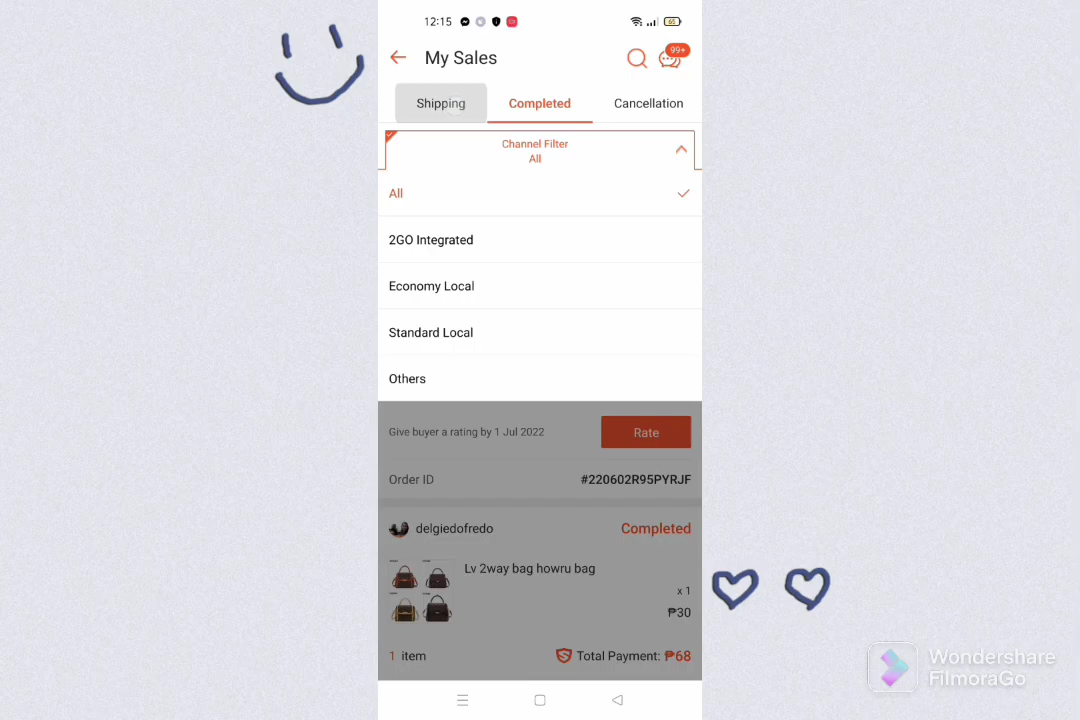 12:15
65
My Sales
99+
Shipping
Completed
Cancellation
Channel Filter
All
All
2GO Integrated
Economy Local
Standard Local
Others
Give buyer a rating by 1 Jul 2022
Rate
Order ID
#220602R95PYRJF
delgiedofredo
Completed
Lv 2way bag howru bag
x 1
₱30
1 item
Total Payment: ₱68
Wondershare
FilmoraGo